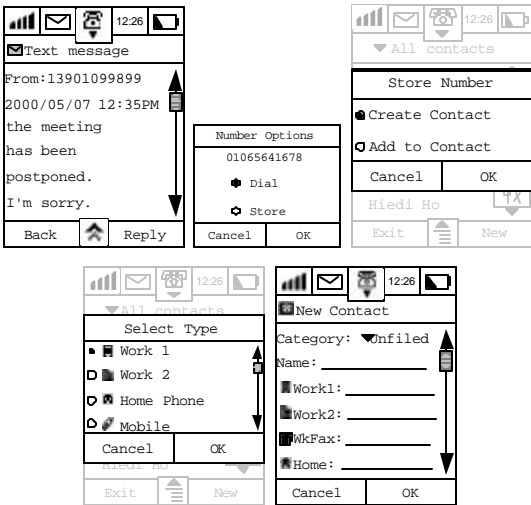 12:26
Text message
From:13901099899
2000/05/07 12:35PM
the meeting
has been
postponed.
I'm sorry.
Back Reply
Number Options
01065641678
Dial
Store
Cancel OK
12:26
All contacts
Store Number
Create Contact
Add to Contact
Cancel OK
Hiedi Ho
Exit New
12:26
All contacts
Select Type
Work 1
Work 2
Home Phone
Mobile
Cancel OK
Hiedi Ho
Exit New
12:26
New Contact
Category: Unfiled
Name:
Work1:
Work2:
WkFax:
Home:
Cancel OK